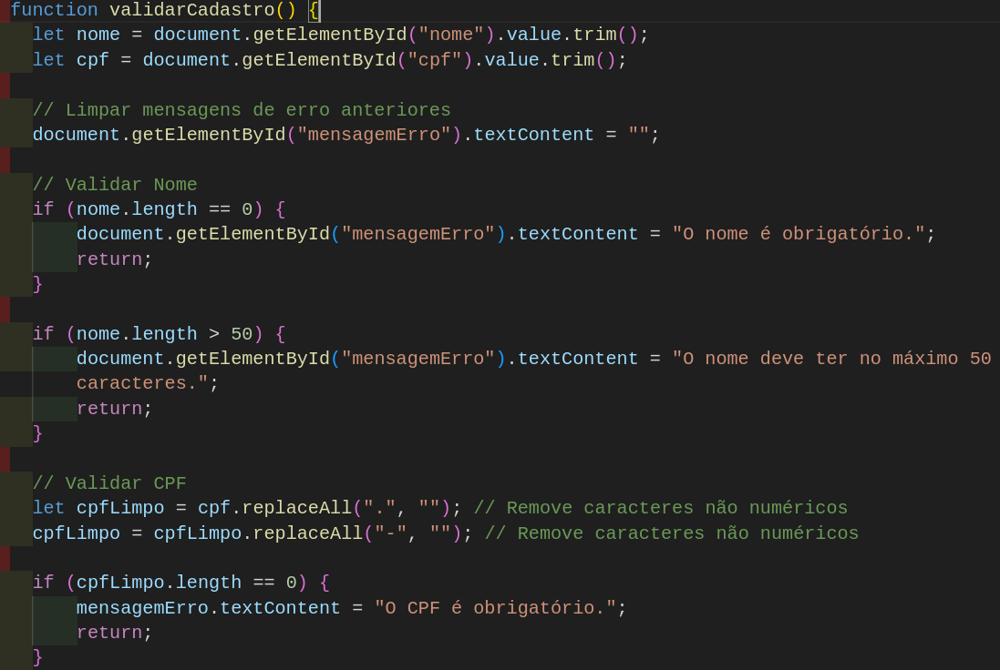 function validarCadastro() {
  let nome = document.getElementById("nome").value.trim();
  let cpf = document.getElementById("cpf").value.trim();

  // Limpar mensagens de erro anteriores
  document.getElementById("mensagemErro").textContent = "";

  // Validar Nome
  if (nome.length == 0) {
      document.getElementById("mensagemErro").textContent = "O nome é obrigatório.";
      return;
  }

  if (nome.length > 50) {
      document.getElementById("mensagemErro").textContent = "O nome deve ter no máximo 50
      caracteres.";
      return;
  }

  // Validar CPF
  let cpfLimpo = cpf.replaceAll(".", ""); // Remove caracteres não numéricos
  cpfLimpo = cpfLimpo.replaceAll("-", ""); // Remove caracteres não numéricos

  if (cpfLimpo.length == 0) {
      mensagemErro.textContent = "O CPF é obrigatório.";
      return;
  }